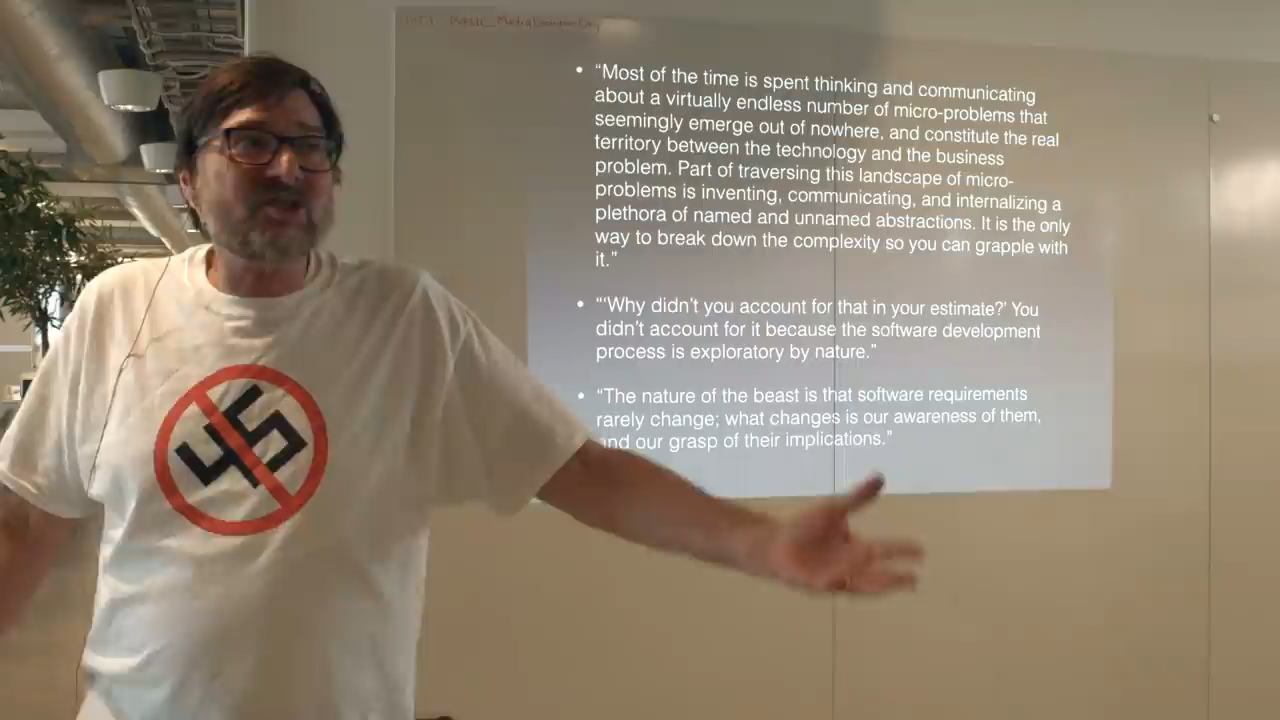 • “Most of the time is spent thinking and communicating
about a virtually endless number of micro-problems that
seemingly emerge out of nowhere, and constitute the real
territory between the technology and the business
problem. Part of traversing this landscape of micro-
problems is inventing, communicating, and internalizing a
plethora of named and unnamed abstractions. It is the only
way to break down the complexity so you can grapple with
it.”
• “‘Why didn’t you account for that in your estimate?’ You
didn’t account for it because the software development
process is exploratory by nature.”
• “The nature of the beast is that software requirements
rarely change; what changes is our awareness of them,
and our grasp of their implications.”
45